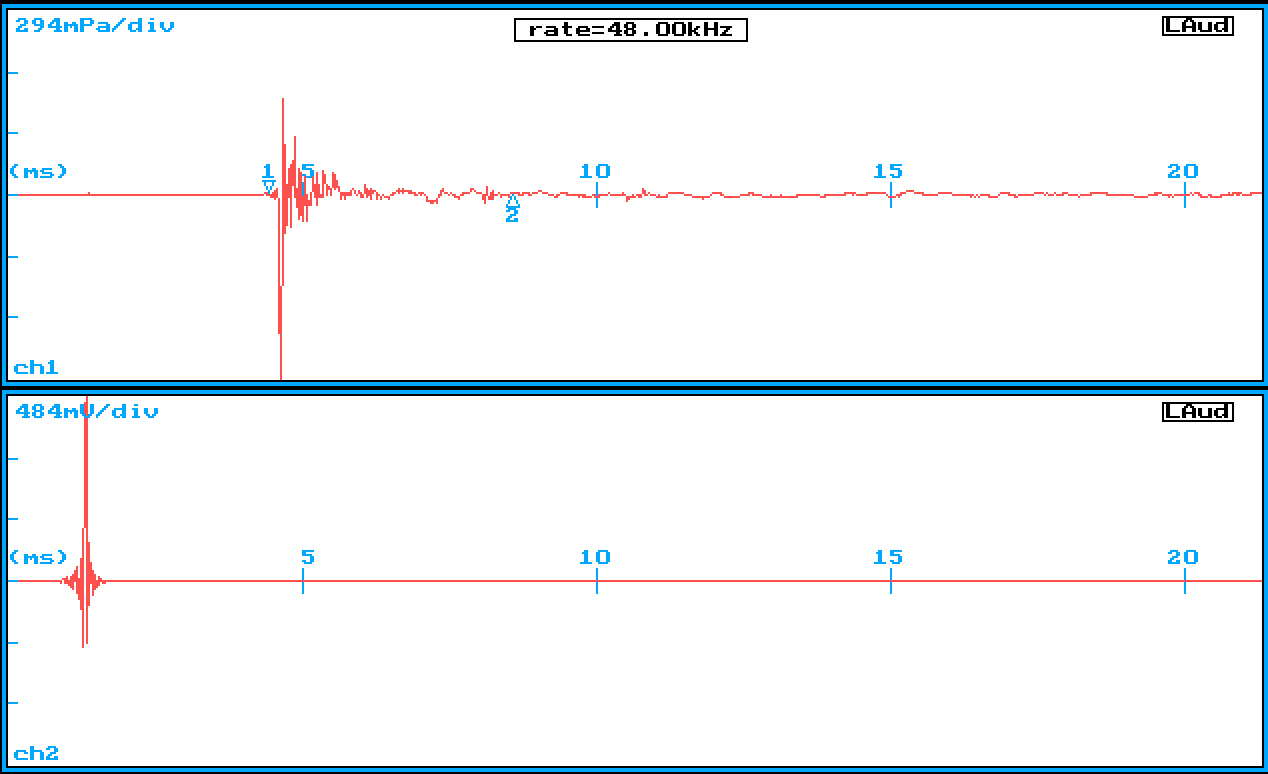 294mPa/div
rate=48.00kHz
LAud
(ms) 1 5 10 15 20
2
ch1
484mV/div
LAud
(ms) 5 10 15 20
ch2